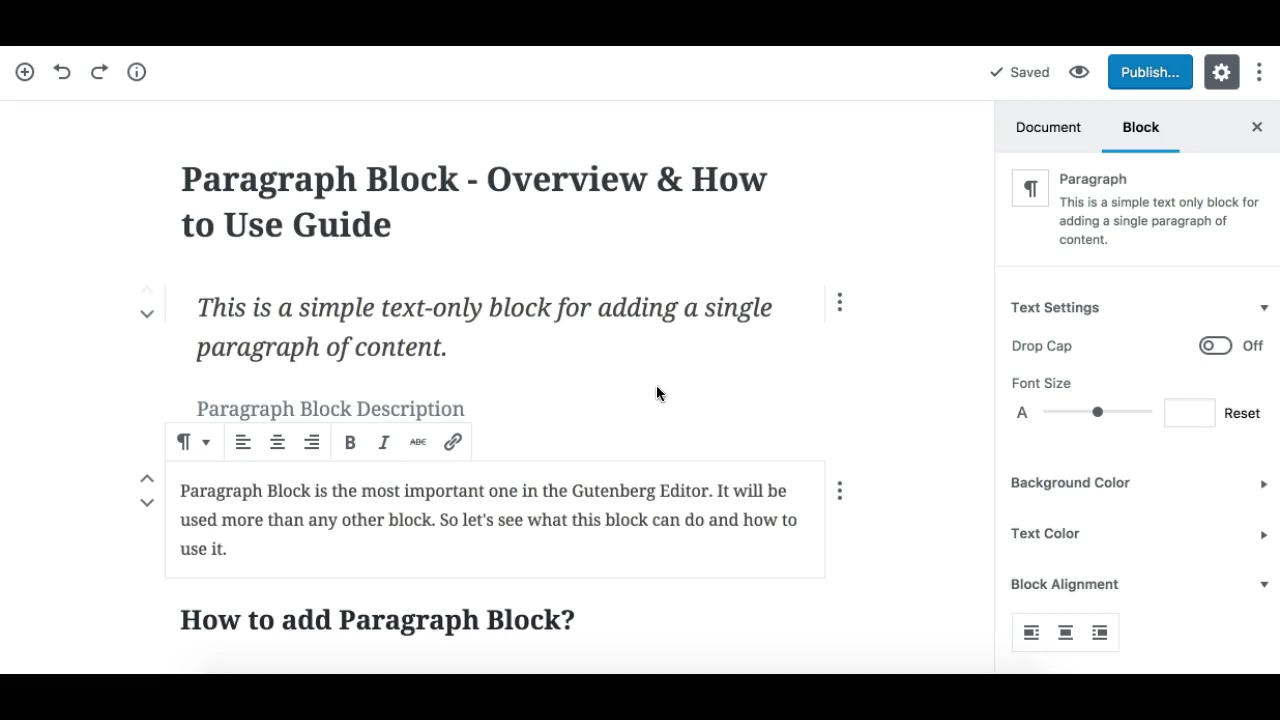 Saved
Publish...
Document
Block
Paragraph Block - Overview & How
to Use Guide
This is a simple text-only block for adding a single
paragraph of content.
Paragraph Block Description
B I ABC
Paragraph Block is the most important one in the Gutenberg Editor. It will be
used more than any other block. So let's see what this block can do and how to
use it.
How to add Paragraph Block?
Paragraph
This is a simple text only block for
adding a single paragraph of
content.
Text Settings
Drop Cap
Off
Font Size
A
Reset
Background Color
Text Color
Block Alignment